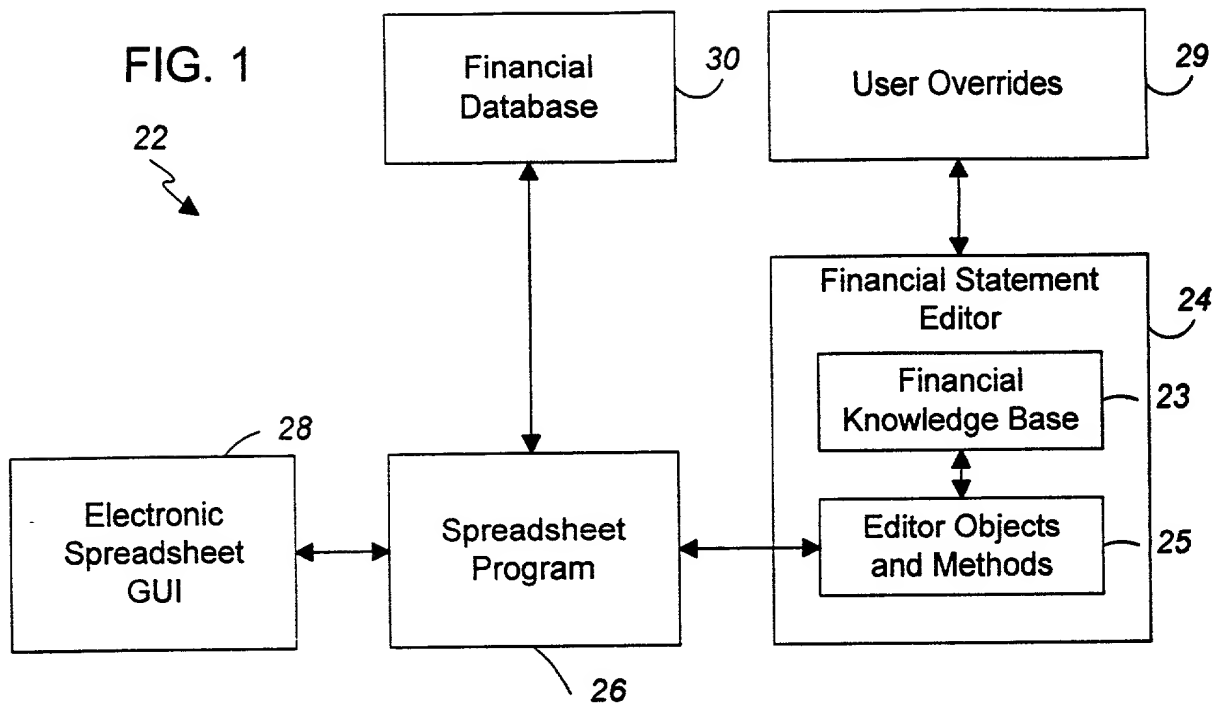 FIG. 1
22
Financial
Database
30
User Overrides
29
Financial Statement
Editor
24
Financial
Knowledge Base
23
Editor Objects
and Methods
25
28
Electronic
Spreadsheet
GUI
Spreadsheet
Program
26